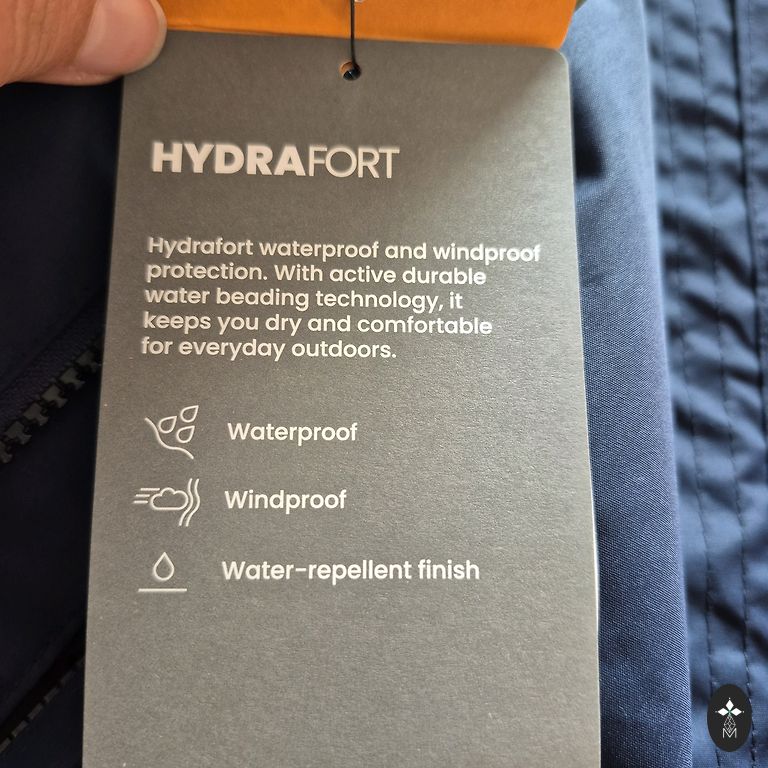 HYDRAFORT
Hydrafort waterproof and windproof
protection. With active durable
water beading technology, it
keeps you dry and comfortable
for everyday outdoors.
Waterproof
Windproof
Water-repellent finish
M